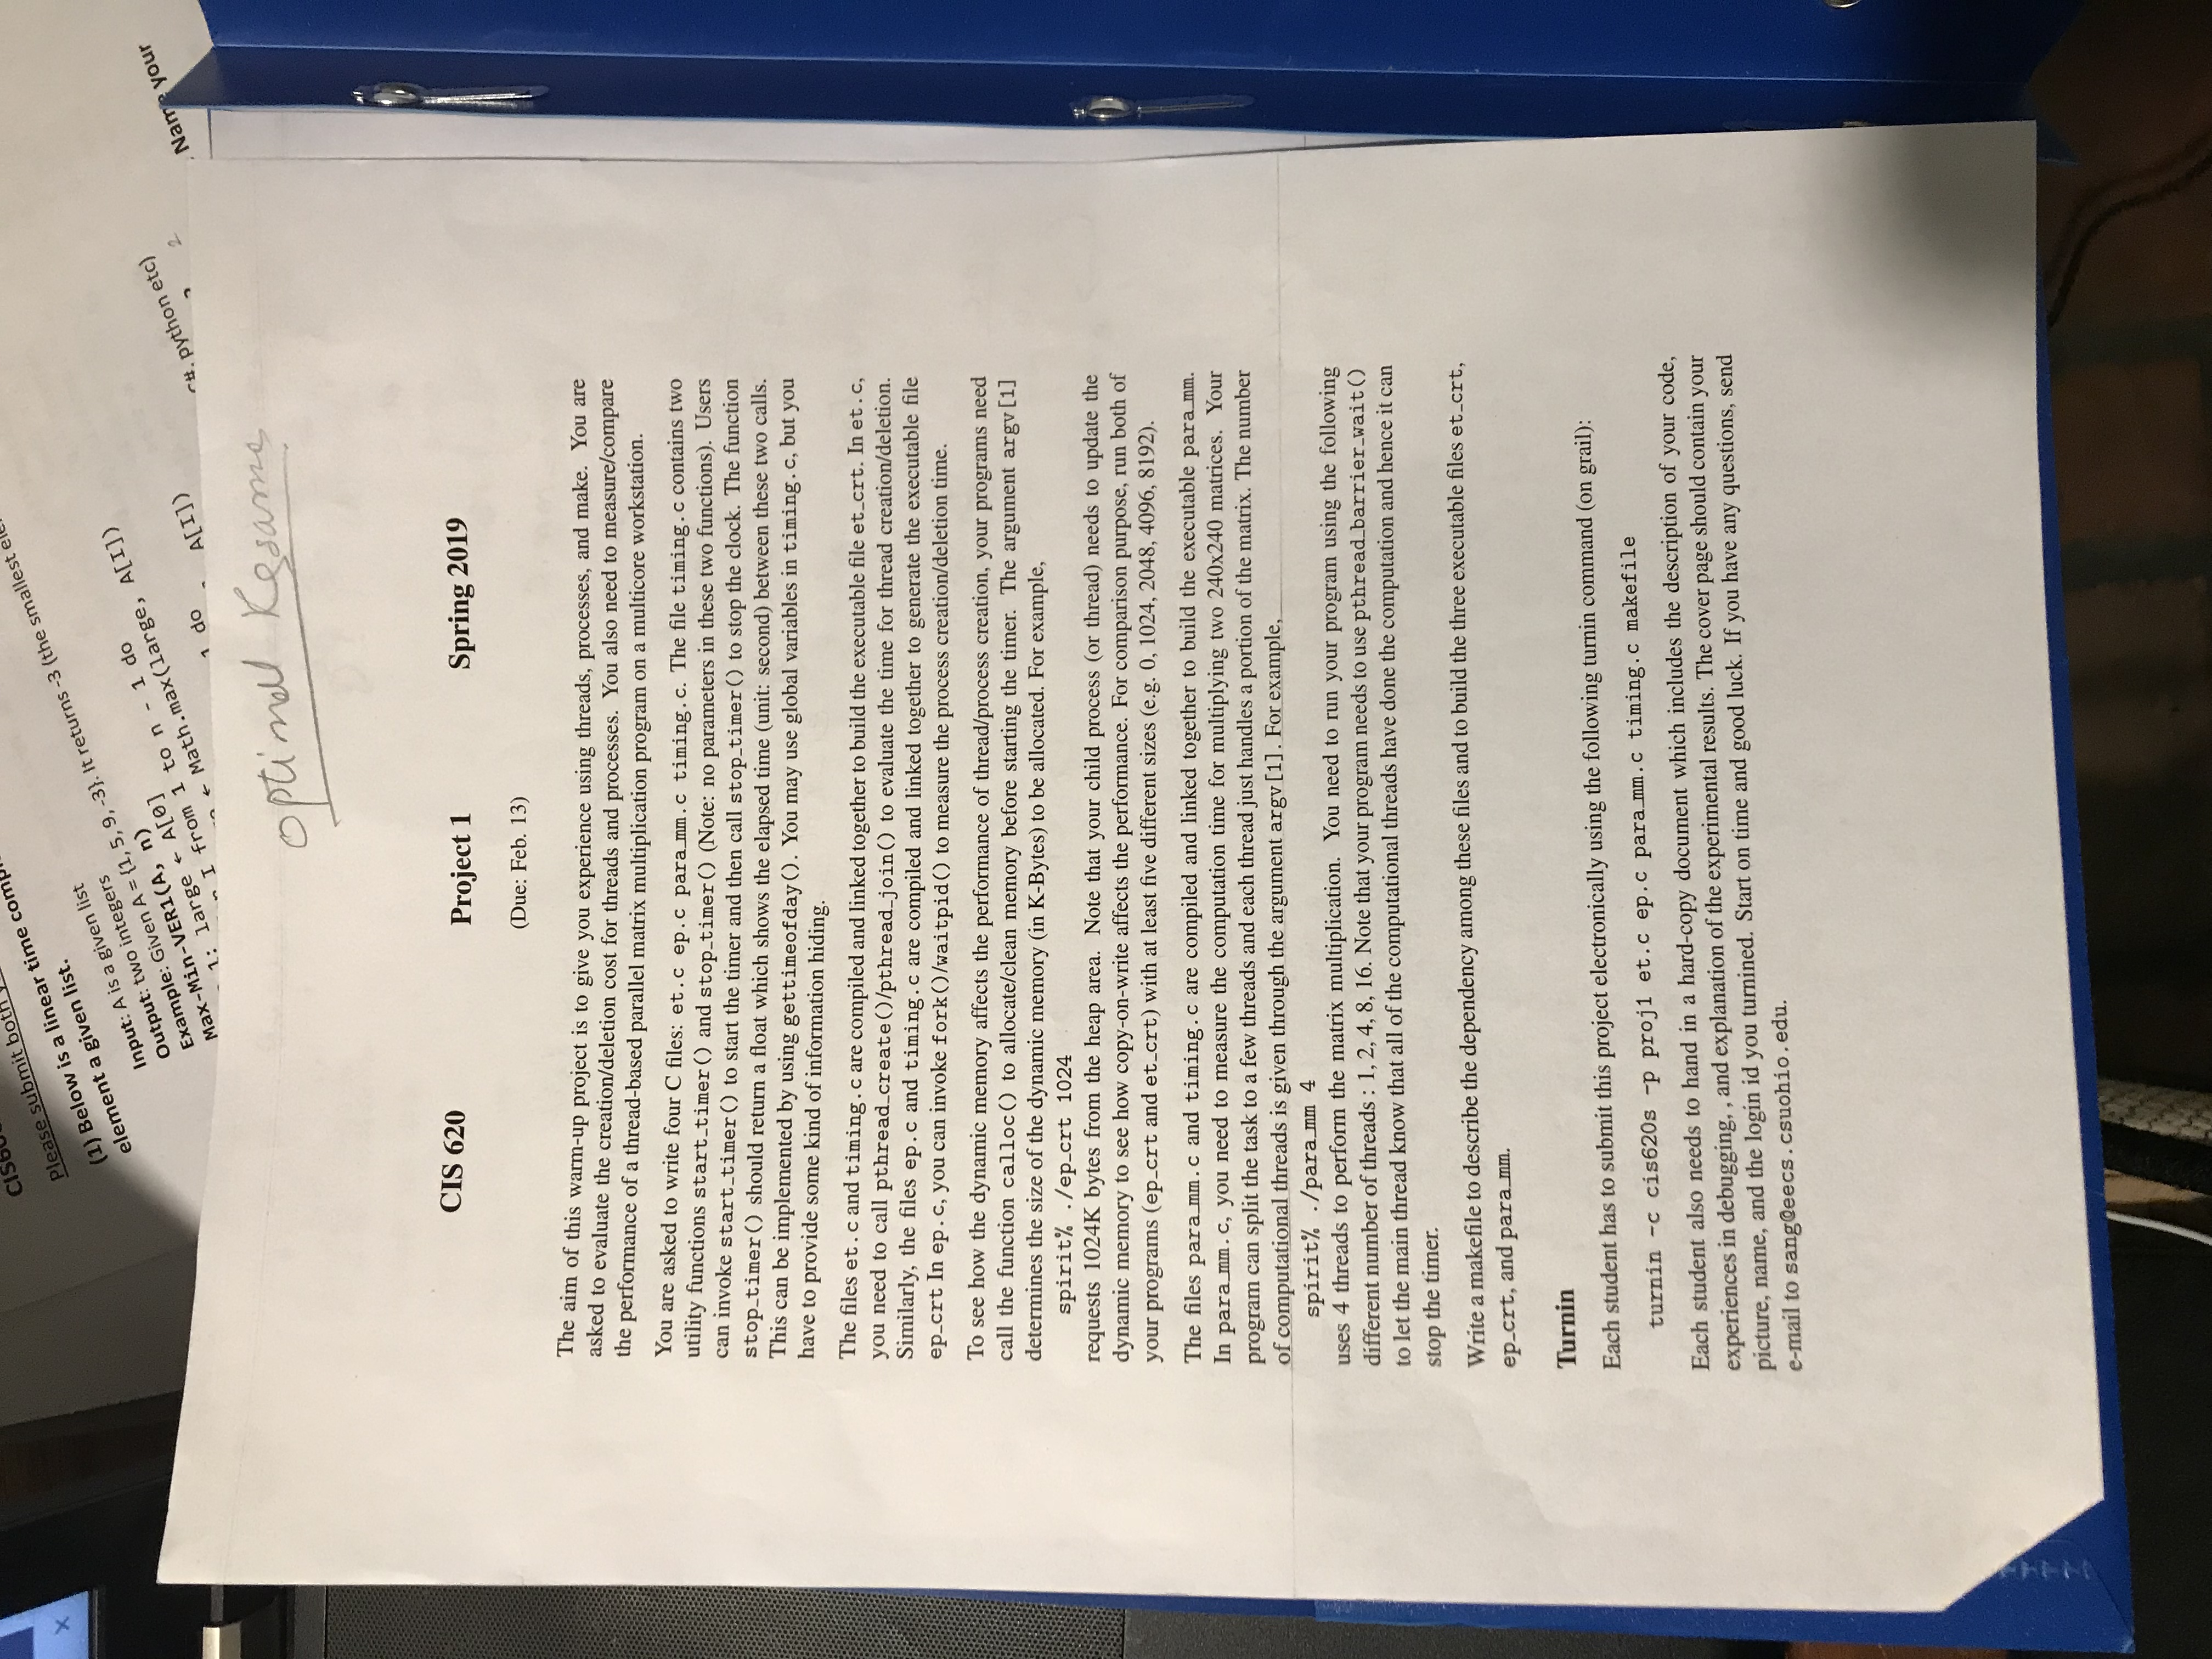 Please submit both
(1) Below is a linear time
element a given list.
Input: A is a given list
Output: two integers
Example: Given A = {1, 5, 9, -3}. It returns -3 (the smallest
Max-Min-VER1(A, n)
1: large ← A[0]
I from 1 to n - 1 do
← Math.max(large, A[I])
1 do
A[I])
python etc)
Name your
Optimal
CIS 620 Project 1 Spring 2019
(Due: Feb. 13)
The aim of this warm-up project is to give you experience using threads, processes, and make. You are
asked to evaluate the creation/deletion cost for threads and processes. You also need to measure/compare
the performance of a thread-based parallel matrix multiplication program on a multicore workstation.
You are asked to write four C files: et.c ep.c para_mm.c timing.c. The file timing.c contains two
utility functions start_timer() and stop_timer() (Note: no parameters in these two functions). Users
can invoke start_timer() to start the timer and then call stop_timer() to stop the clock. The function
stop_timer() should return a float which shows the elapsed time (unit: second) between these two calls.
This can be implemented by using gettimeofday(). You may use global variables in timing.c, but you
have to provide some kind of information hiding.
The files et.c and timing.c are compiled and linked together to build the executable file et_crt. In et.c,
you need to call pthread_create()/pthread_join() to evaluate the time for thread creation/deletion.
Similarly, the files ep.c and timing.c are compiled and linked together to generate the executable file
ep_crt In ep.c, you can invoke fork()/waitpid() to measure the process creation/deletion time.
To see how the dynamic memory affects the performance of thread/process creation, your programs need
call the function calloc() to allocate/clean memory before starting the timer. The argument argv[1]
determines the size of the dynamic memory (in K-Bytes) to be allocated. For example,
spirit% ./ep_crt 1024
requests 1024K bytes from the heap area. Note that your child process (or thread) needs to update the
dynamic memory to see how copy-on-write affects the performance. For comparison purpose, run both of
your programs (ep_crt and et_crt) with at least five different sizes (e.g. 0, 1024, 2048, 4096, 8192).
The files para_mm.c and timing.c are compiled and linked together to build the executable para_mm.
In para_mm.c, you need to measure the computation time for multiplying two 240x240 matrices. Your
program can split the task to a few threads and each thread just handles a portion of the matrix. The number
of computational threads is given through the argument argv[1]. For example,
spirit% ./para_mm 4
uses 4 threads to perform the matrix multiplication. You need to run your program using the following
different number of threads : 1, 2, 4, 8, 16. Note that your program needs to use pthread_barrier_wait()
to let the main thread know that all of the computational threads have done the computation and hence it can
stop the timer.
Write a makefile to describe the dependency among these files and to build the three executable files et_crt,
ep_crt, and para_mm.
Turnin
Each student has to submit this project electronically using the following turnin command (on grail):
turnin -c cis620s -p proj1 et.c ep.c para_mm.c timing.c makefile
Each student also needs to hand in a hard-copy document which includes the description of your code,
experiences in debugging, , and explanation of the experimental results. The cover page should contain your
picture, name, and the login id you turnined. Start on time and good luck. If you have any questions, send
e-mail to sang@eecs.csuohio.edu.